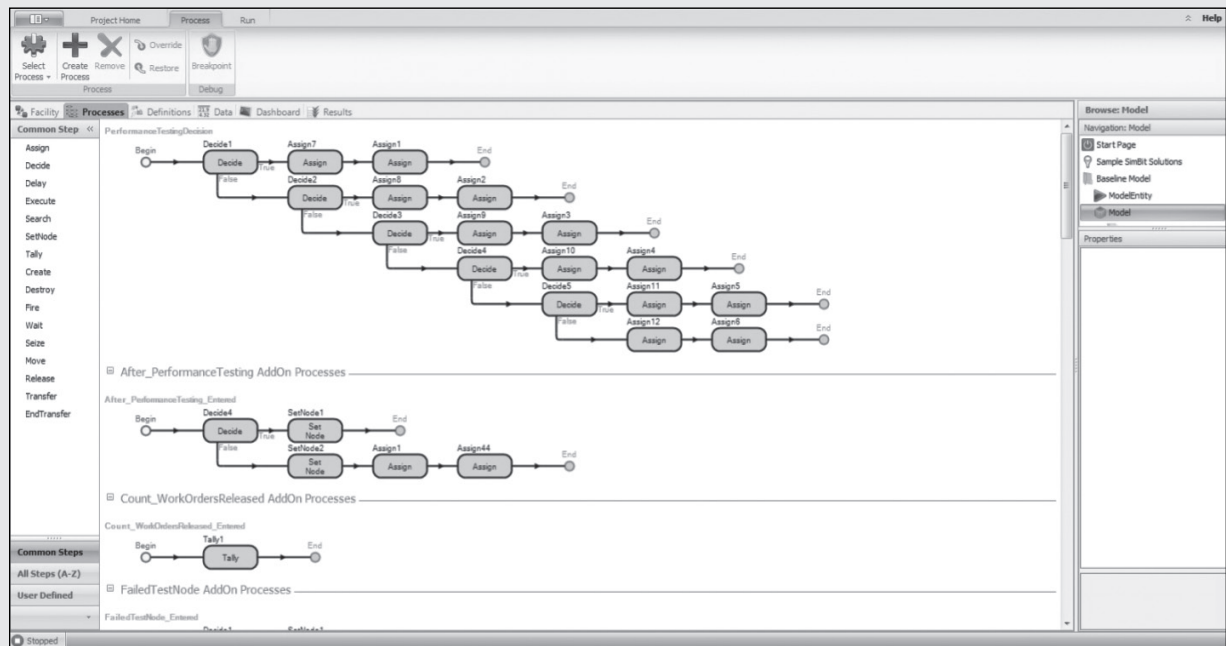 Project Home Process Run Help
Select Process Create Process Remove Override Restore Breakpoint
Process Debug
Facility Processes Definitions Data Dashboard Results
Common Step «
Assign
Decide
Delay
Execute
Search
SetNode
Tally
Create
Destroy
Fire
Wait
Seize
Move
Release
Transfer
EndTransfer
Common Steps
All Steps (A-Z)
User Defined
PerformanceTestingDecision
Begin Decide1 Assign7 Assign1 End
Decide True Assign Assign
False Decide2 Assign8 Assign2 End
Decide True Assign Assign
False Decide3 Assign9 Assign3 End
Decide True Assign Assign
False Decide4 Assign10 Assign4 End
Decide True Assign Assign
False Decide5 Assign11 Assign5 End
Decide True Assign Assign
False Assign12 Assign6 End
Assign Assign
After_PerformanceTesting AddOn Processes
After_PerformanceTesting_Entered
Begin Decide4 SetNode1 End
Decide True Set Node
False SetNode2 Assign1 Assign44 End
Set Node Assign Assign
Count_WorkOrdersReleased AddOn Processes
Count_WorkOrdersReleased_Entered
Begin Tally1 End
Tally
FailedTestNode AddOn Processes
FailedTestNode_Entered
Decide1 SetNode1
Browse: Model
Navigation: Model
Start Page
Sample SimBit Solutions
Baseline Model
ModelEntity
Model
Properties
Stopped